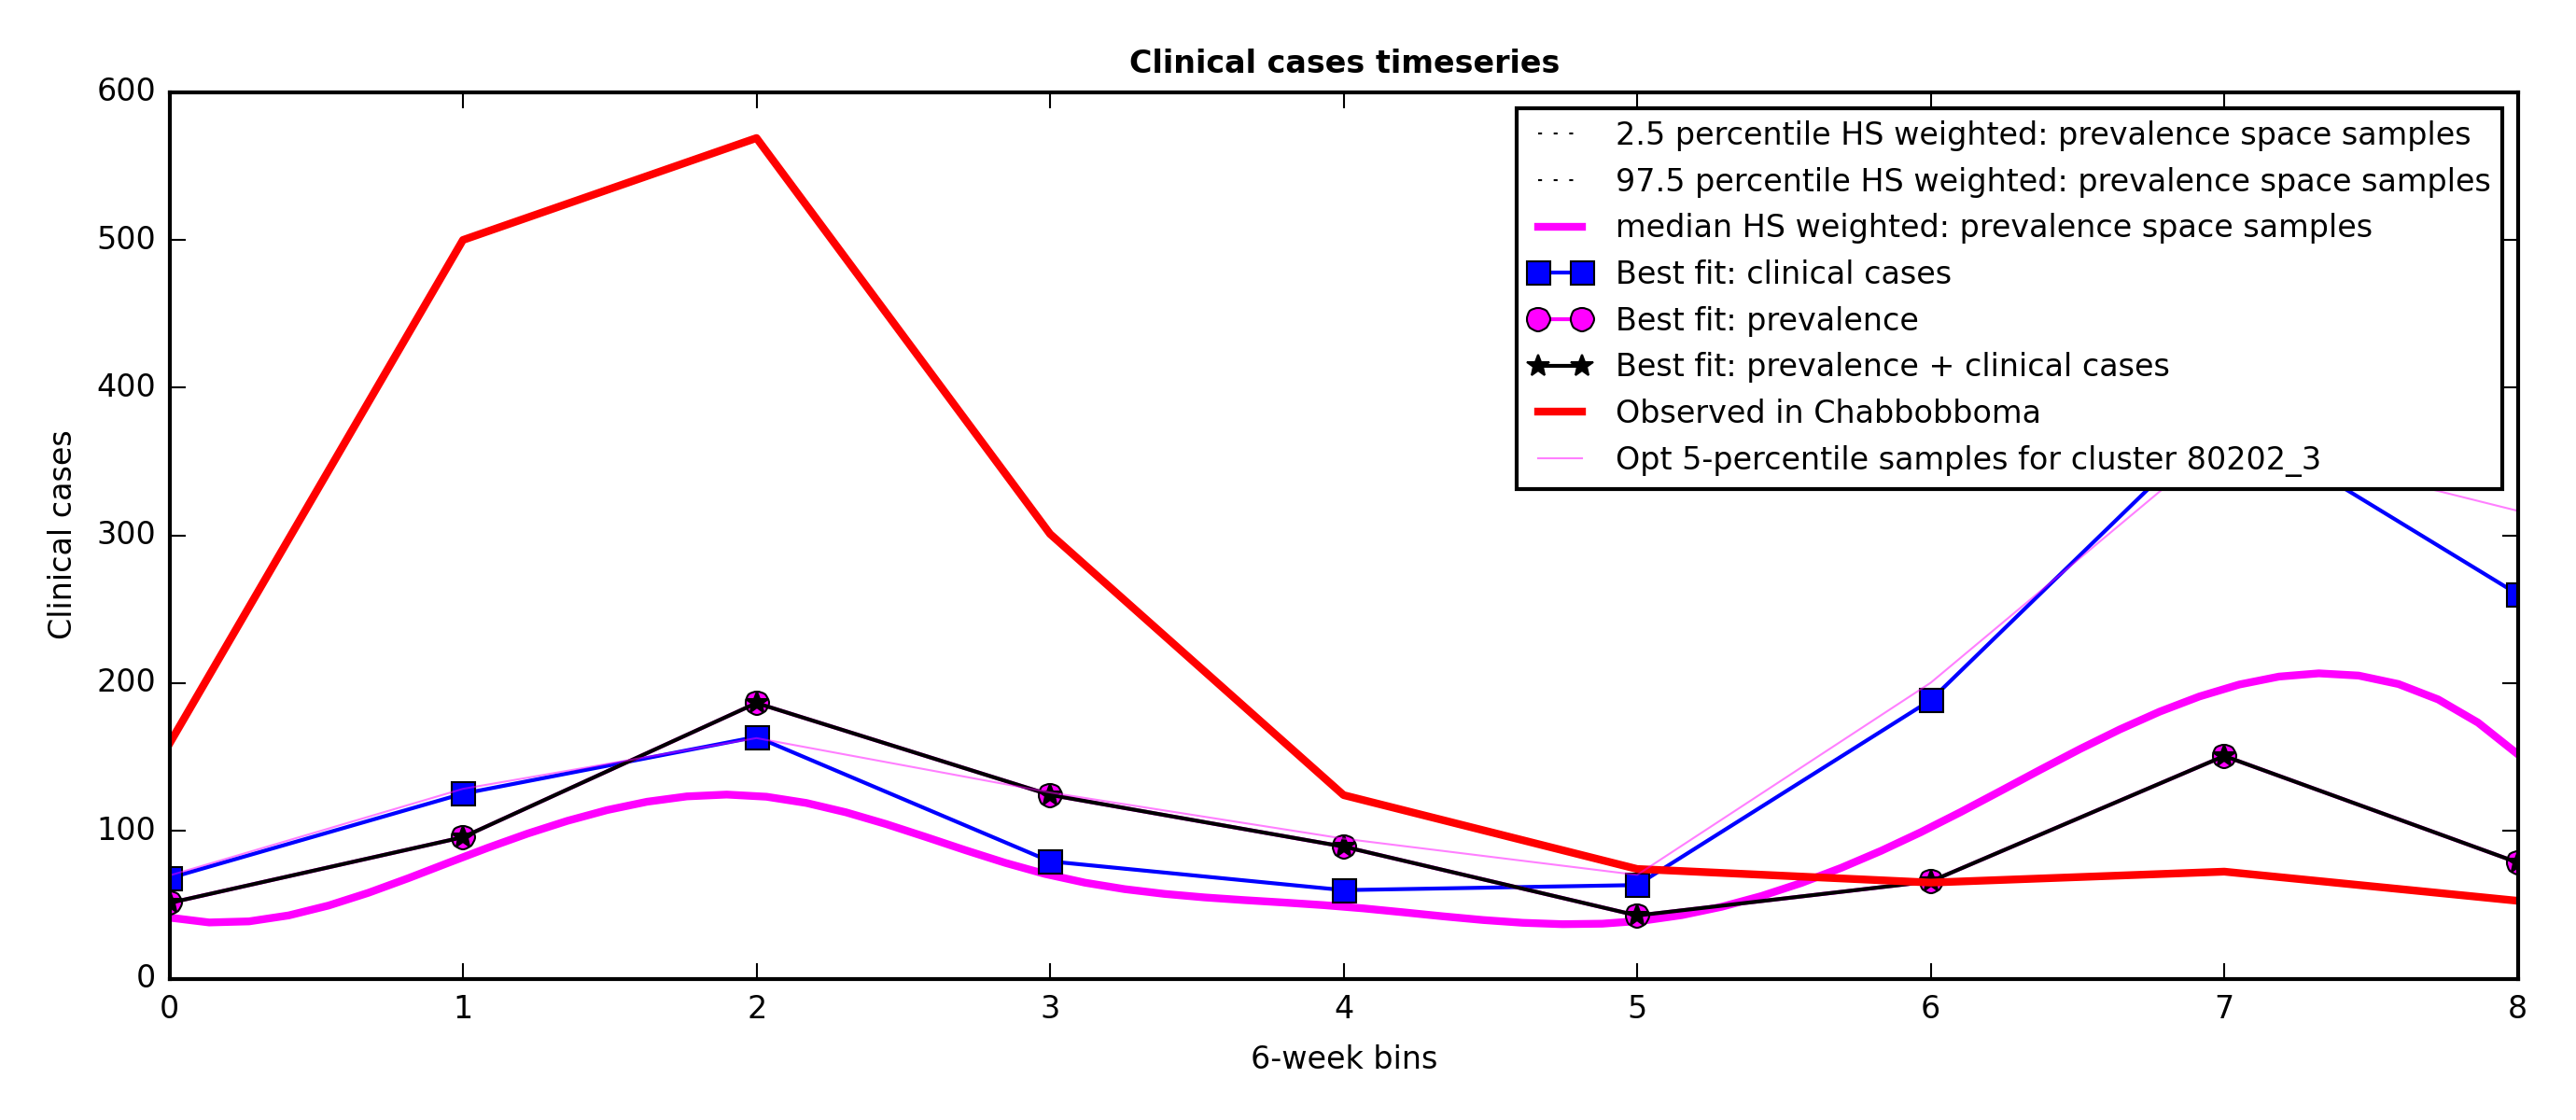 Clinical cases timeseries
600
500
400
300
200
100
0
Clinical cases
2.5 percentile HS weighted: prevalence space samples
97.5 percentile HS weighted: prevalence space samples
median HS weighted: prevalence space samples
Best fit: clinical cases
Best fit: prevalence
Best fit: prevalence + clinical cases
Observed in Chabbobboma
Opt 5-percentile samples for cluster 80202_3
0 1 2 3 4 5 6 7 8
6-week bins